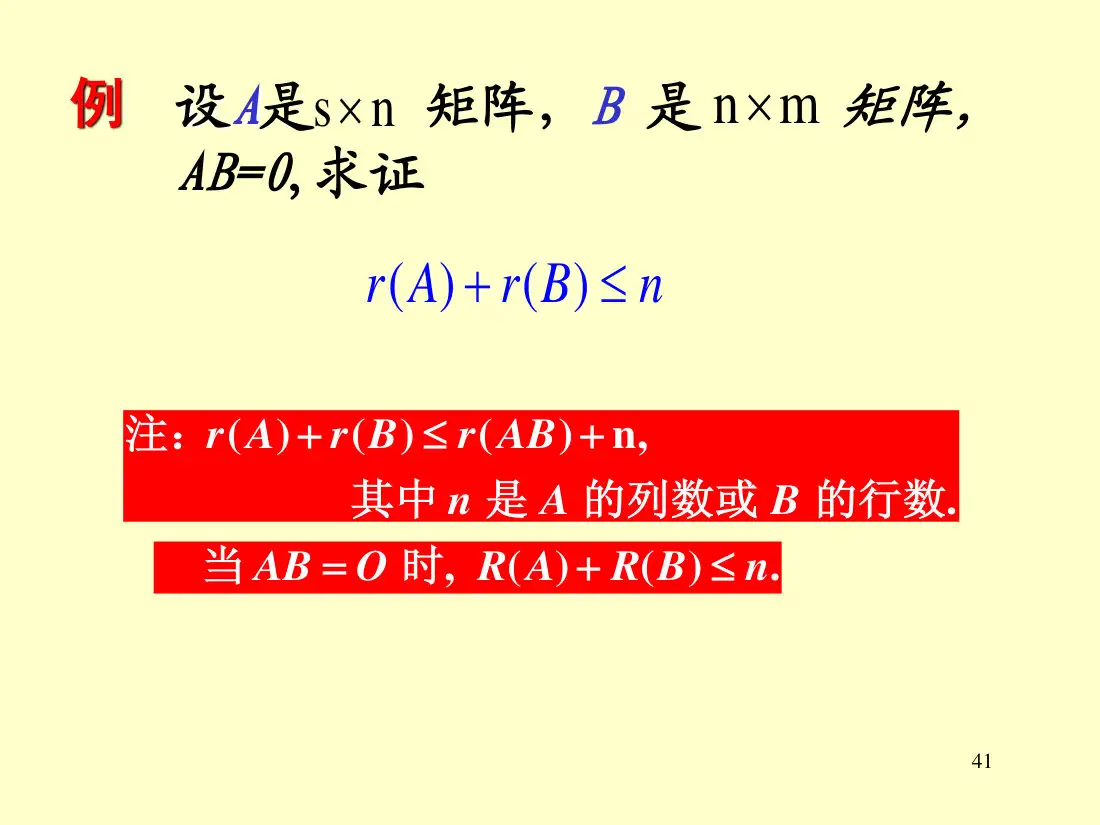 例 设A是s×n 矩阵，B 是 n×m 矩阵，
AB=0,求证
r(A)+r(B)≤n
注：r(A)+r(B)≤r(AB)+n,
其中 n 是 A 的列数或 B 的行数.
当 AB=O 时, R(A)+R(B)≤n.
41